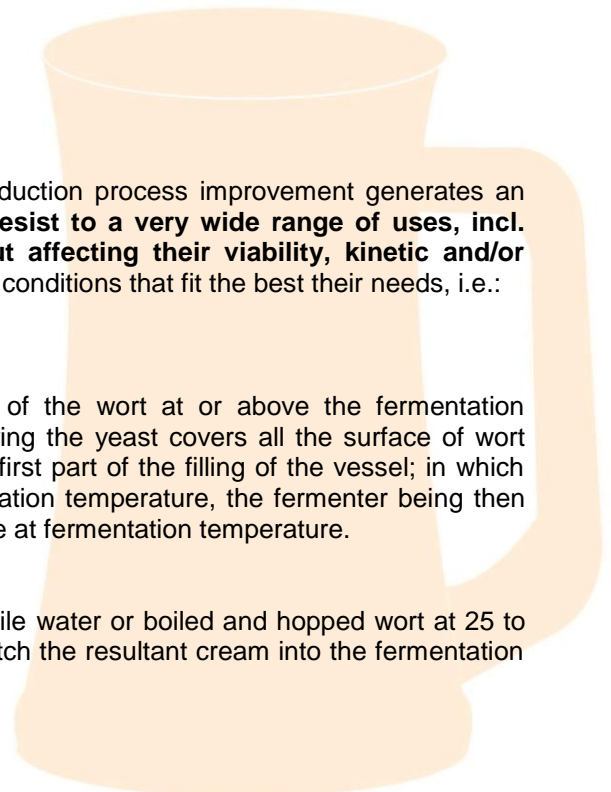 duction process improvement generates an
esist to a very wide range of uses, incl.
ut affecting their viability, kinetic and/or
conditions that fit the best their needs, i.e.:
of the wort at or above the fermentation
ing the yeast covers all the surface of wort
first part of the filling of the vessel; in which
ation temperature, the fermenter being then
e at fermentation temperature.
ile water or boiled and hopped wort at 25 to
tch the resultant cream into the fermentation